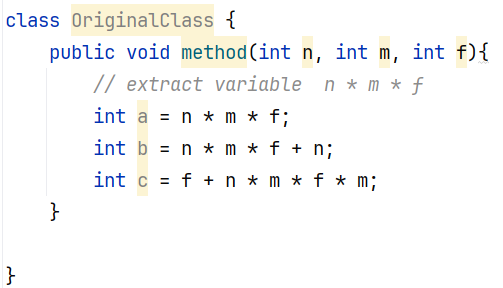 class OriginalClass {
public void method(int n, int m, int f){
// extract variable  n * m * f
int a = n * m * f;
int b = n * m * f + n;
int c = f + n * m * f * m;
}
}